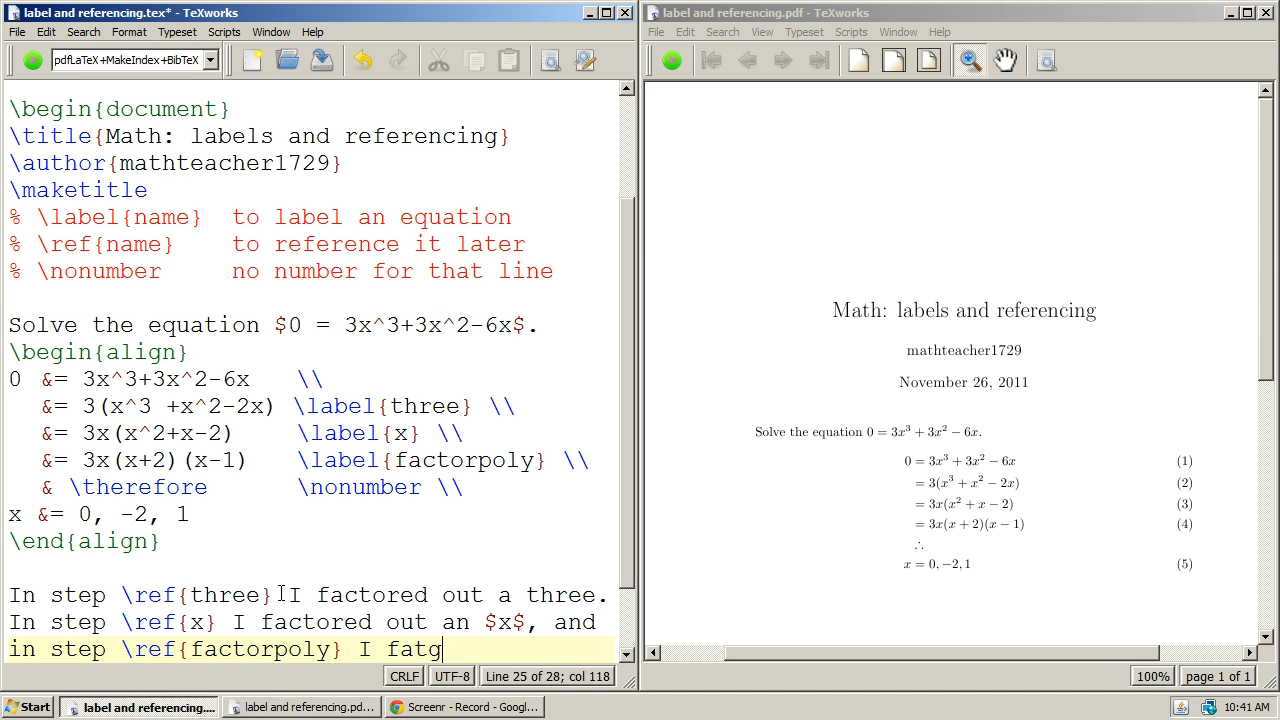 label and referencing.tex* - TeXworks
File Edit Search Format Typeset Scripts Window Help
pdfLaTeX+MakeIndex+BibTeX
\begin{document}
\title{Math: labels and referencing}
\author{mathteacher1729}
\maketitle
% \label{name}  to label an equation
% \ref{name}    to reference it later
% \nonumber     no number for that line
Solve the equation $0 = 3x^3+3x^2-6x$.
\begin{align}
0 &= 3x^3+3x^2-6x   \\
&= 3(x^3 +x^2-2x) \label{three} \\
&= 3x(x^2+x-2)    \label{x} \\
&= 3x(x+2)(x-1)   \label{factorpoly} \\
& \therefore      \nonumber \\
x &= 0, -2, 1
\end{align}
In step \ref{three} I factored out a three.
In step \ref{x} I factored out an $x$, and
in step \ref{factorpoly} I fatg
CRLF UTF-8 Line 25 of 28; col 118
label and referencing.pdf - TeXworks
File Edit Search View Typeset Scripts Window Help
Math: labels and referencing
mathteacher1729
November 26, 2011
Solve the equation 0 = 3x³ + 3x² − 6x.
0 = 3x³ + 3x² − 6x (1)
= 3(x³ + x² − 2x) (2)
= 3x(x² + x − 2) (3)
= 3x(x + 2)(x − 1) (4)
∴
x = 0, −2, 1 (5)
100% page 1 of 1
Start label and referencing.... label and referencing.pd... Screenr - Record - Googl... 10:41 AM